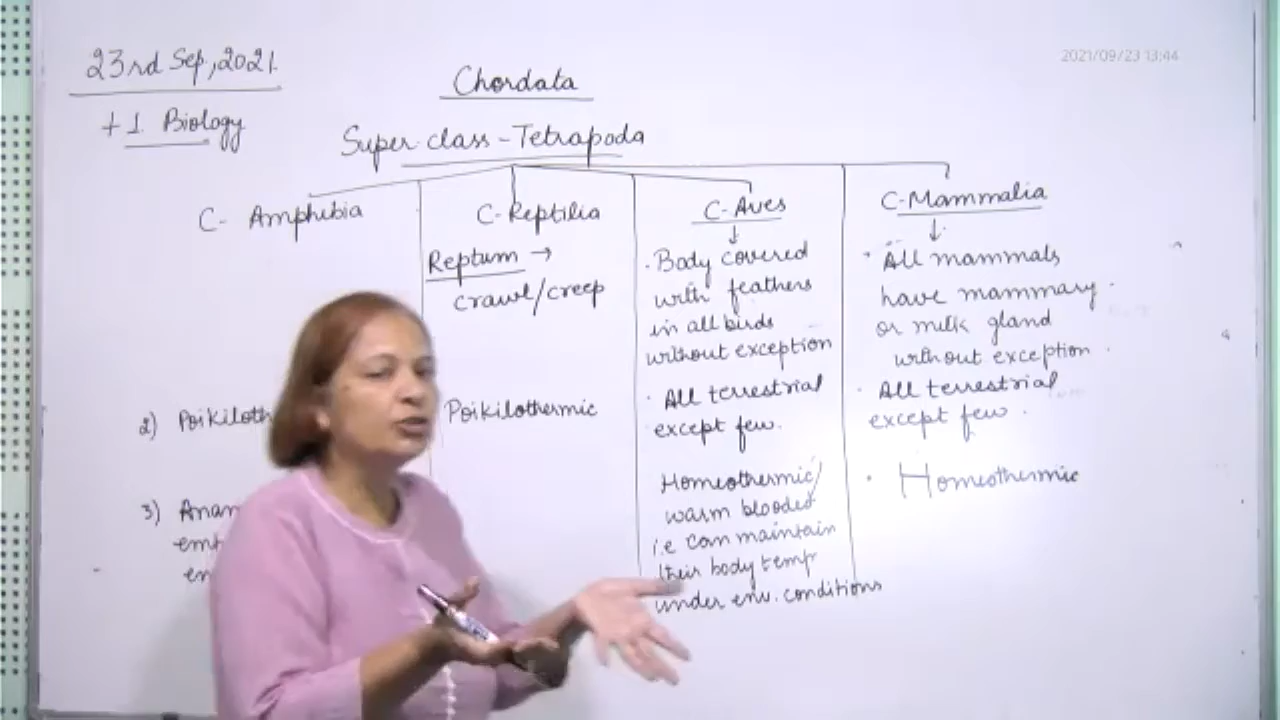 23rd Sep, 2021.
+1 Biology
2021/09/23 13:44
Chordata
Super class - Tetrapoda
C- Amphibia
2) Poikiloth
3) Anam
C-Reptilia
Reptum →
crawl/creep
Poikilothermic
C-Aves
↓
· Body covered
with feathers
in all birds
without exception
· All terrestrial
except few.
Homeothermic/
warm blooded
i.e can maintain
their body temp
under env. conditions
C-Mammalia
↓
· All mammals
have mammary
or milk gland
without exception.
· All terrestrial
except few.
· Homeothermic